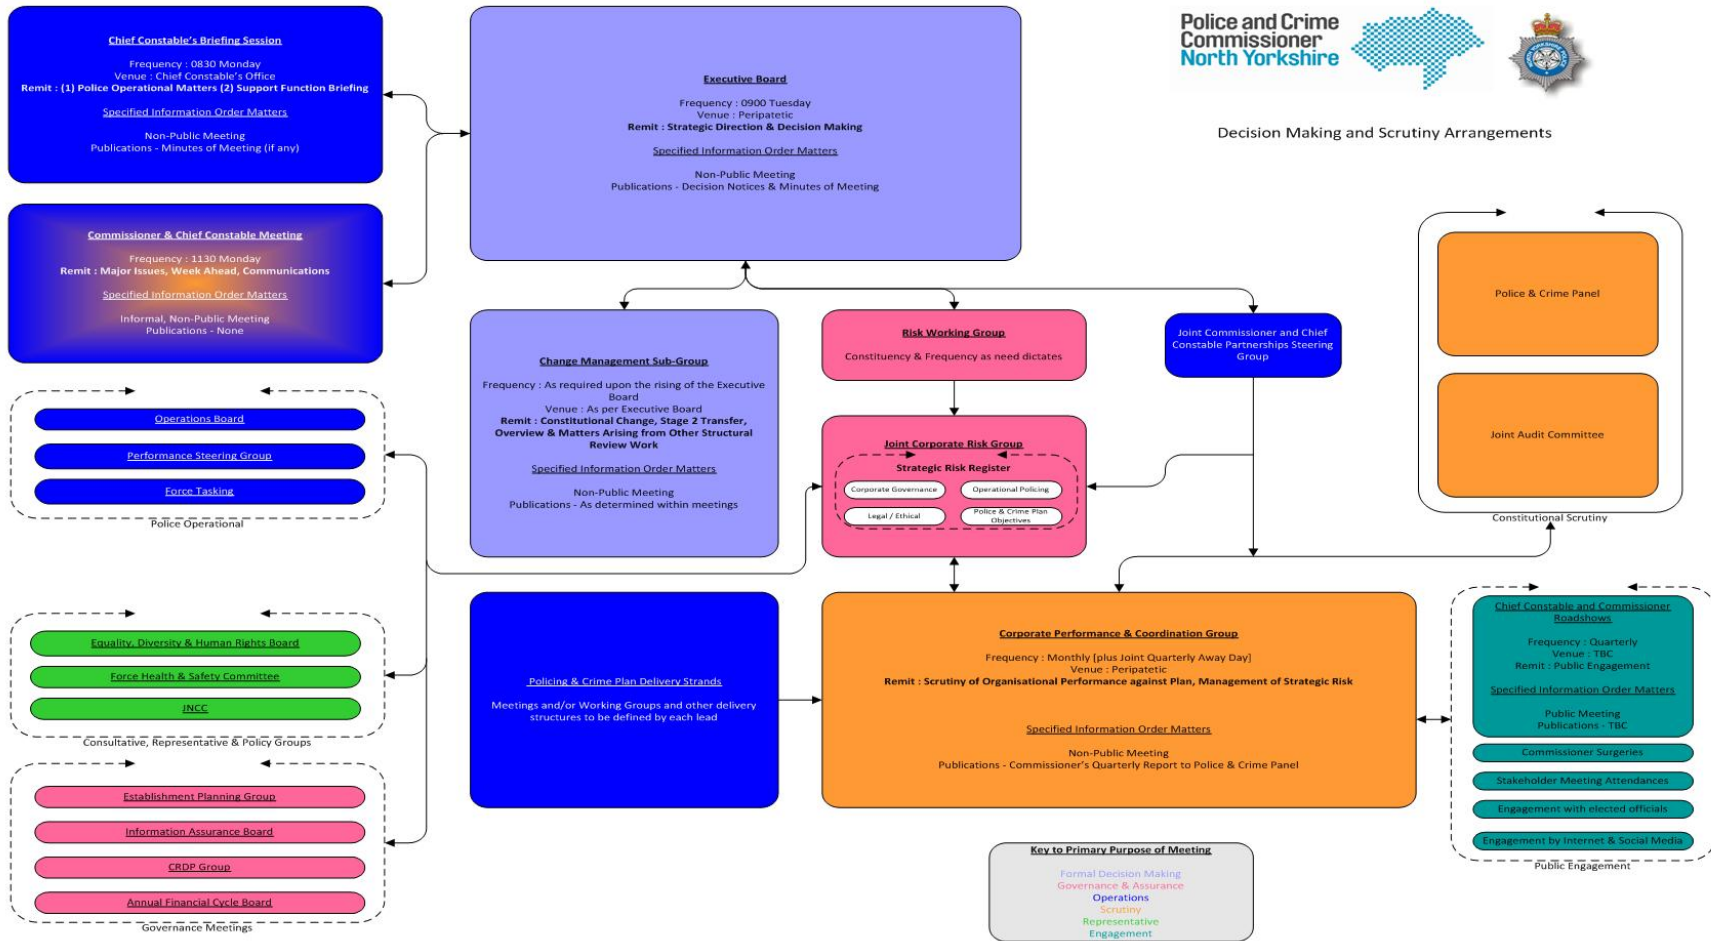 Chief Constable's Briefing Session
Frequency : 0830 Monday
Venue : Chief Constable's Office
Remit : (1) Police Operational Matters (2) Support Function Briefing
Specified Information Order Matters
Non-Public Meeting
Publications - Minutes of Meeting (if any)
Executive Board
Frequency : 0900 Tuesday
Venue : Peripatetic
Remit : Strategic Direction & Decision Making
Specified Information Order Matters
Non-Public Meeting
Publications - Decision Notices & Minutes of Meeting
Police and Crime
Commissioner
North Yorkshire
Decision Making and Scrutiny Arrangements
Commissioner & Chief Constable Meeting
Frequency : 1130 Monday
Remit : Major Issues, Week Ahead, Communications
Specified Information Order Matters
Informal, Non-Public Meeting
Publications - None
Change Management Sub-Group
Frequency : As required upon the rising of the Executive
Board
Venue : As per Executive Board
Remit : Constitutional Change, Stage 2 Transfer,
Overview & Matters Arising from Other Structural
Review Work
Specified Information Order Matters
Non-Public Meeting
Publications - As determined within meetings
Risk Working Group
Constituency & Frequency as need dictates
Joint Commissioner and Chief
Constable Partnerships Steering
Group
Police & Crime Panel
Joint Audit Committee
Constitutional Scrutiny
Operations Board
Performance Steering Group
Force Tasking
Police Operational
Joint Corporate Risk Group
Strategic Risk Register
Corporate Governance
Operational Policing
Legal / Ethical
Police & Crime Plan
Objectives
Equality, Diversity & Human Rights Board
Force Health & Safety Committee
JNCC
Consultative, Representative & Policy Groups
Policing & Crime Plan Delivery Strands
Meetings and/or Working Groups and other delivery
structures to be defined by each lead
Corporate Performance & Coordination Group
Frequency : Monthly [plus Joint Quarterly Away Day]
Venue : Peripatetic
Remit : Scrutiny of Organisational Performance against Plan, Management of Strategic Risk
Specified Information Order Matters
Non-Public Meeting
Publications - Commissioner's Quarterly Report to Police & Crime Panel
Chief Constable and Commissioner
Roadshows
Frequency : Quarterly
Venue : TBC
Remit : Public Engagement
Specified Information Order Matters
Public Meeting
Publications - TBC
Commissioner Surgeries
Stakeholder Meeting Attendances
Engagement with elected officials
Engagement by Internet & Social Media
Public Engagement
Establishment Planning Group
Information Assurance Board
CRDP Group
Annual Financial Cycle Board
Governance Meetings
Key to Primary Purpose of Meeting
Formal Decision Making
Governance & Assurance
Operations
Scrutiny
Representative
Engagement